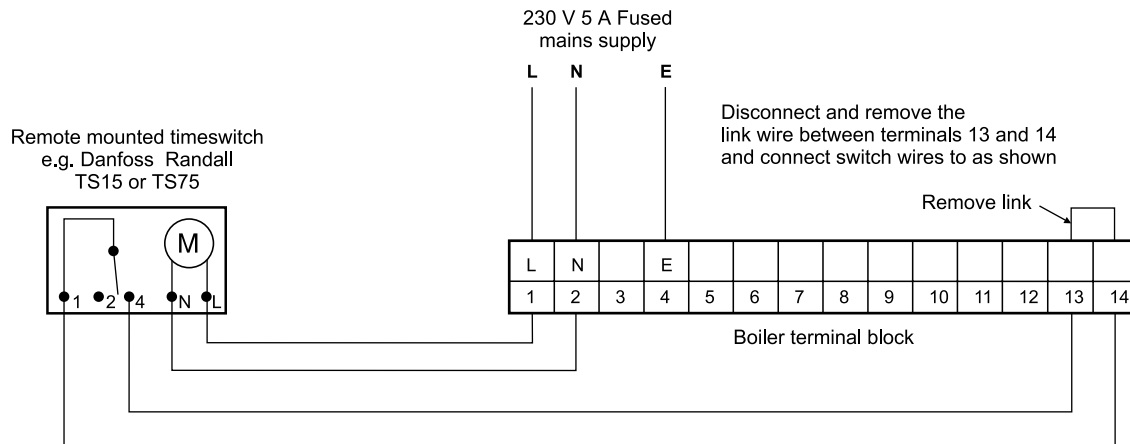 230 V 5 A Fused
mains supply
L N E
Disconnect and remove the
link wire between terminals 13 and 14
and connect switch wires to as shown
Remote mounted timeswitch
e.g. Danfoss Randall
TS15 or TS75
Remove link
M
L N E
1 2 4 N L
1 2 3 4 5 6 7 8 9 10 11 12 13 14
Boiler terminal block